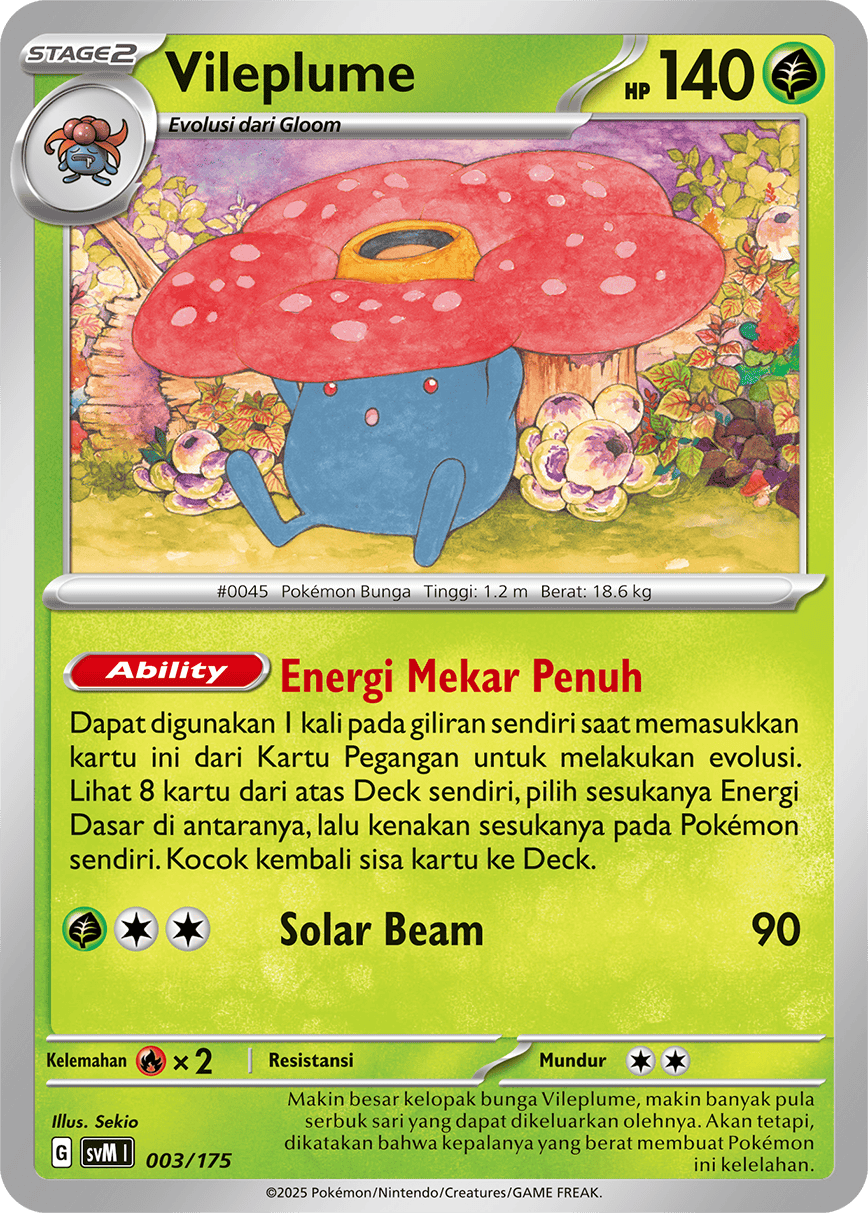 STAGE2
Vileplume
HP 140
Evolusi dari Gloom
#0045 Pokémon Bunga Tinggi: 1.2 m Berat: 18.6 kg
Ability Energi Mekar Penuh
Dapat digunakan 1 kali pada giliran sendiri saat memasukkan
kartu ini dari Kartu Pegangan untuk melakukan evolusi.
Lihat 8 kartu dari atas Deck sendiri, pilih sesukanya Energi
Dasar di antaranya, lalu kenakan sesukanya pada Pokémon
sendiri. Kocok kembali sisa kartu ke Deck.
Solar Beam 90
Kelemahan ×2 Resistansi Mundur
Makin besar kelopak bunga Vileplume, makin banyak pula
serbuk sari yang dapat dikeluarkan olehnya. Akan tetapi,
dikatakan bahwa kepalanya yang berat membuat Pokémon
ini kelelahan.
Illus. Sekio
G svM I 003/175
©2025 Pokémon/Nintendo/Creatures/GAME FREAK.